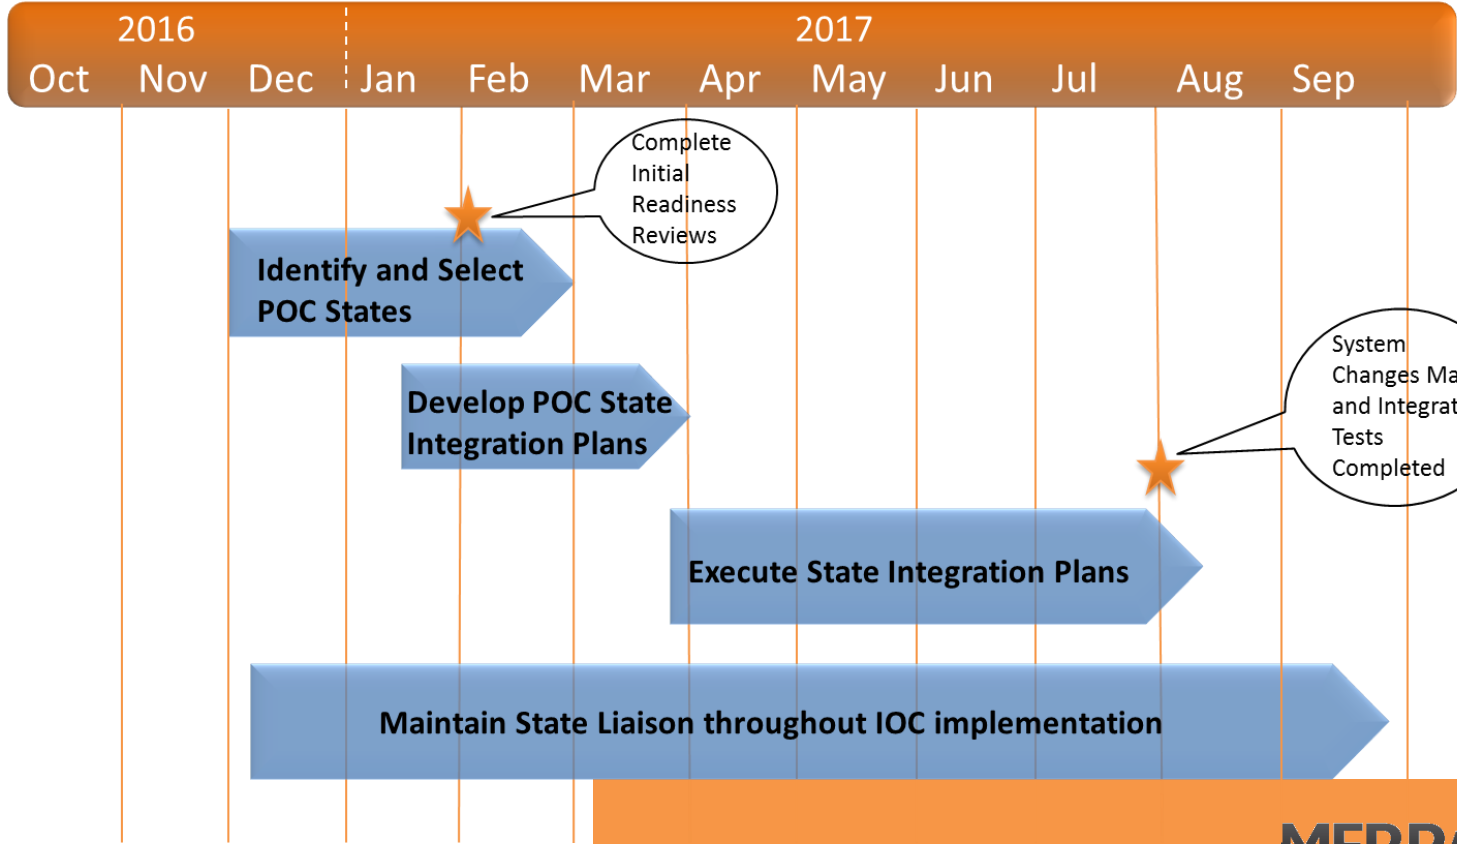 2016 2017
Oct Nov Dec Jan Feb Mar Apr May Jun Jul Aug Sep
Complete
Initial
Readiness
Reviews
Identify and Select
POC States
System
Changes
and
Tests
Completed
Develop POC State
Integration Plans
Execute State Integration Plans
Maintain State Liaison throughout IOC implementation